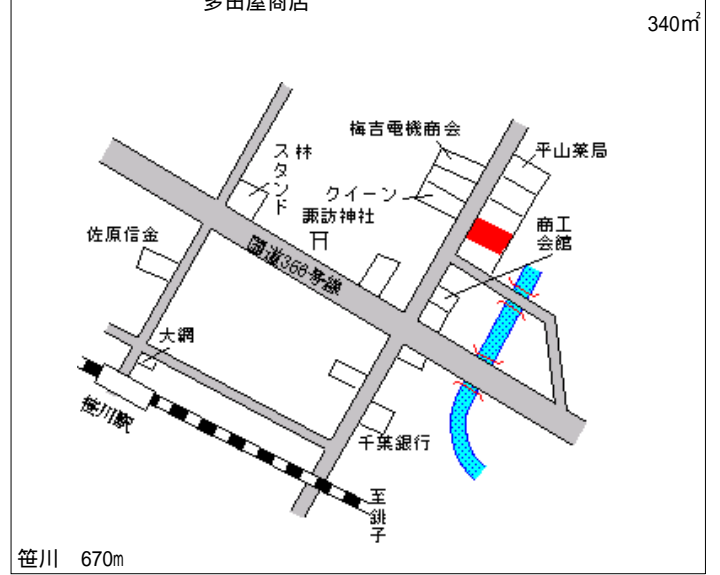 多田屋商店
340㎡
梅吉電機商会
平山薬局
林
スタンド
クイーン
諏訪神社
商工
会館
佐原信金
国道356号線
大網
笹川駅
千葉銀行
至銚子
笹川 670m